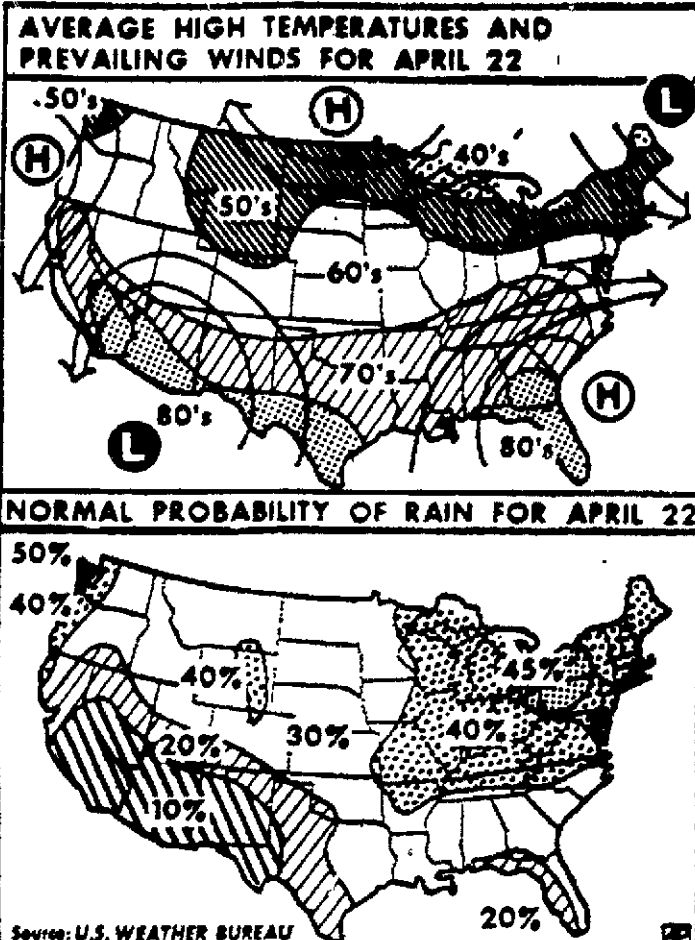 AVERAGE HIGH TEMPERATURES AND
PREVAILING WINDS FOR APRIL 22
.50's
H
H
L
40's
50's
60's
70's
80's
L
H
80's
NORMAL PROBABILITY OF RAIN FOR APRIL 22
50%
40%
40%
45%
20%
30%
40%
10%
20%
Source: U.S. WEATHER BUREAU